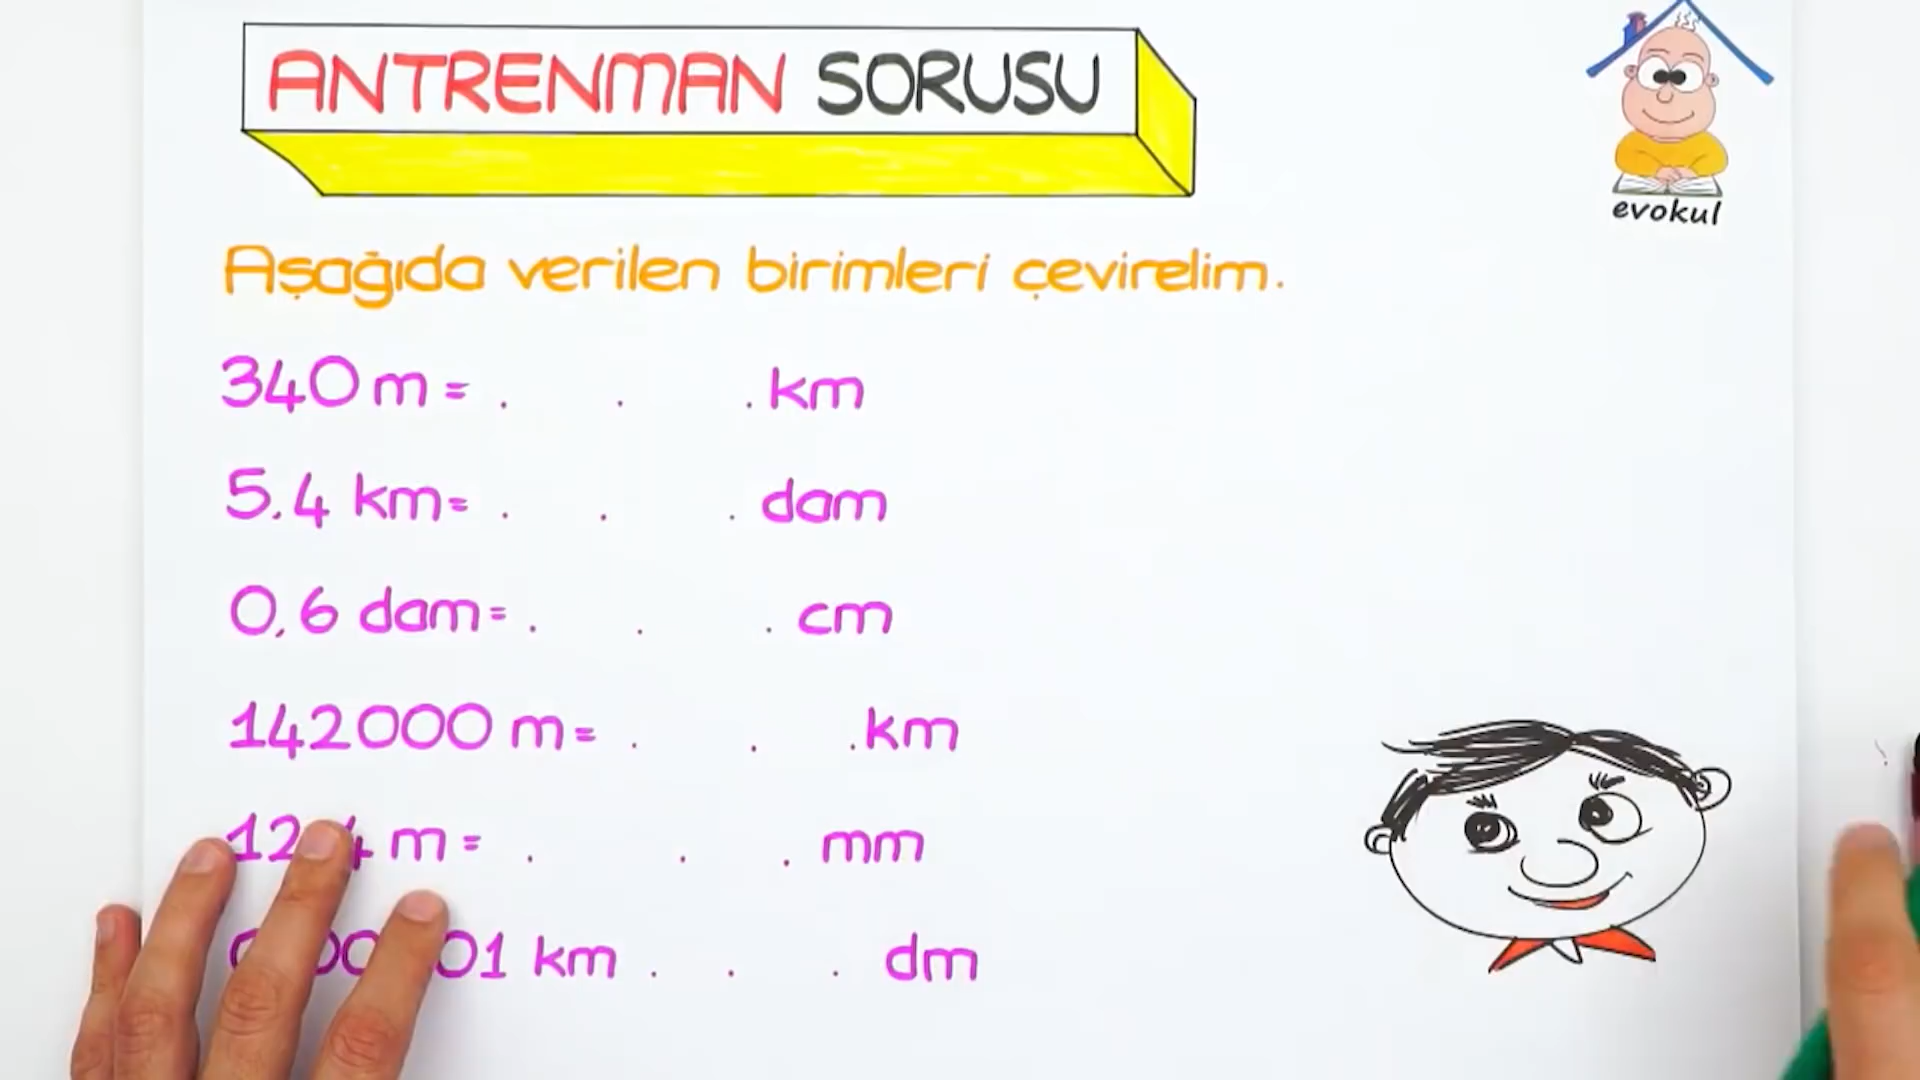 ANTRENMAN SORUSU
evokul
Aşağıda verilen birimleri çevirelim.
340 m = . . . km
5.4 km = . . . dam
0,6 dam = . . . cm
142000 m = . . . km
m = . . . mm
km . . . dm